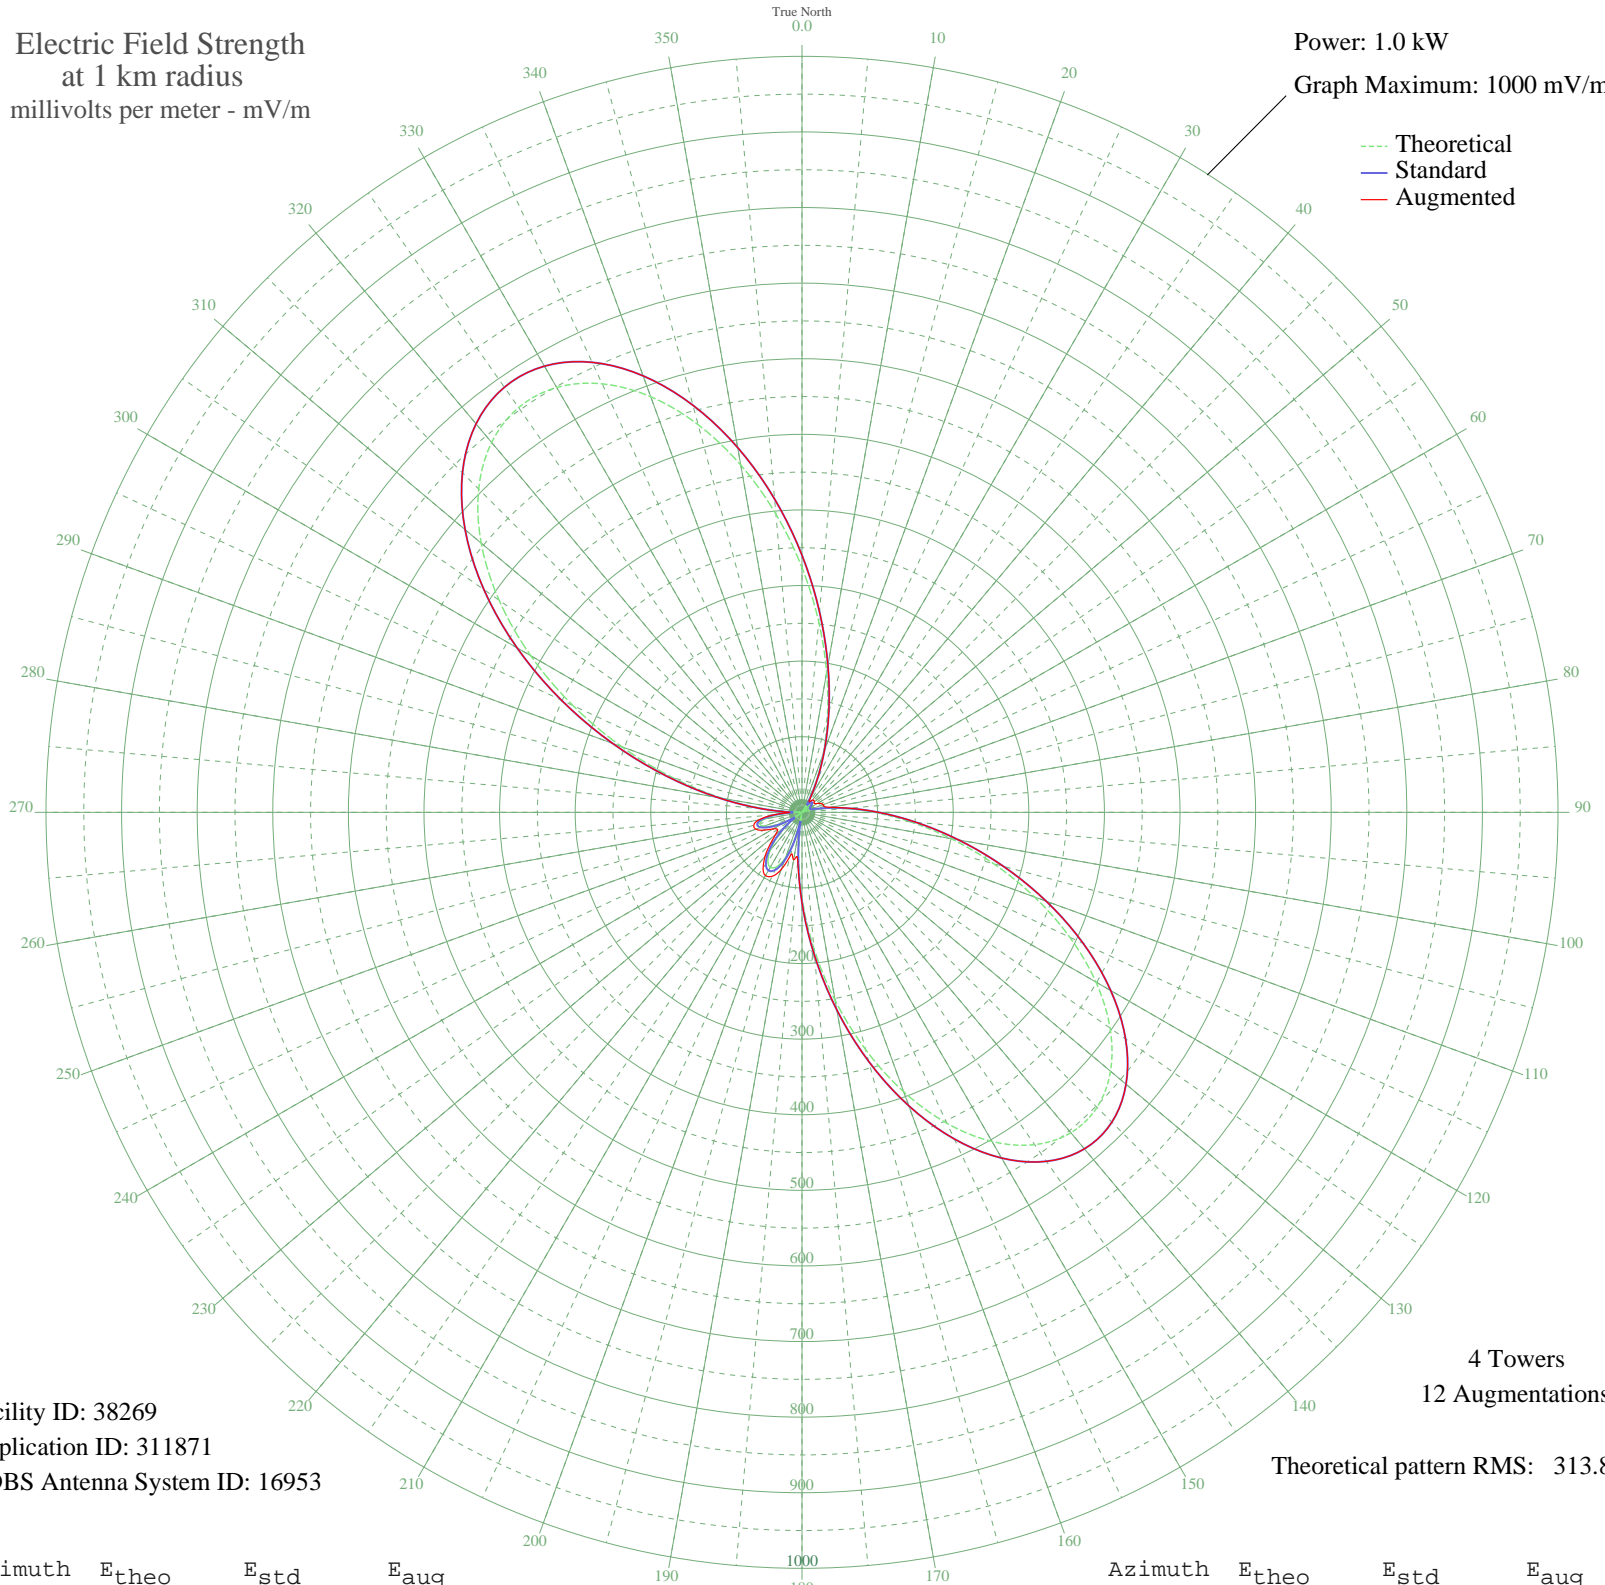 True North
0.0
Electric Field Strength
at 1 km radius
millivolts per meter - mV/m
Power: 1.0 kW
Graph Maximum: 1000 mV/m
Theoretical
Standard
Augmented
10
20
30
40
50
60
70
80
90
100
110
120
130
140
150
160
170
190
200
210
220
230
240
250
260
270
280
290
300
310
320
330
340
350
200
300
400
500
600
700
800
900
1000
4 Towers
12 Augmentations
Theoretical pattern RMS: 313.8
cility ID: 38269
plication ID: 311871
DBS Antenna System ID: 16953
imuth Etheo Estd Eaug
Azimuth Etheo Estd Eaug